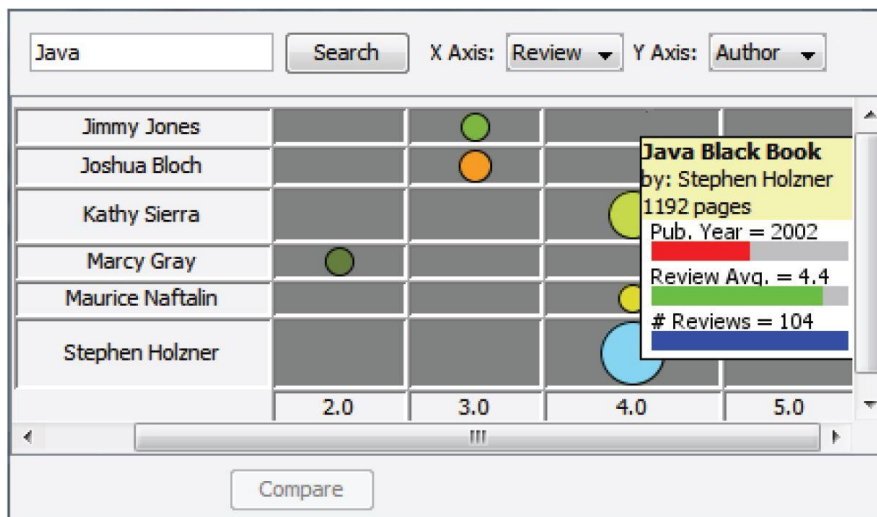 Java Search X Axis: Review Y Axis: Author
Jimmy Jones
Joshua Bloch
Kathy Sierra
Marcy Gray
Maurice Naftalin
Stephen Holzner
Java Black Book
by: Stephen Holzner
1192 pages
Pub. Year = 2002
Review Avg. = 4.4
# Reviews = 104
2.0 3.0 4.0 5.0
Compare